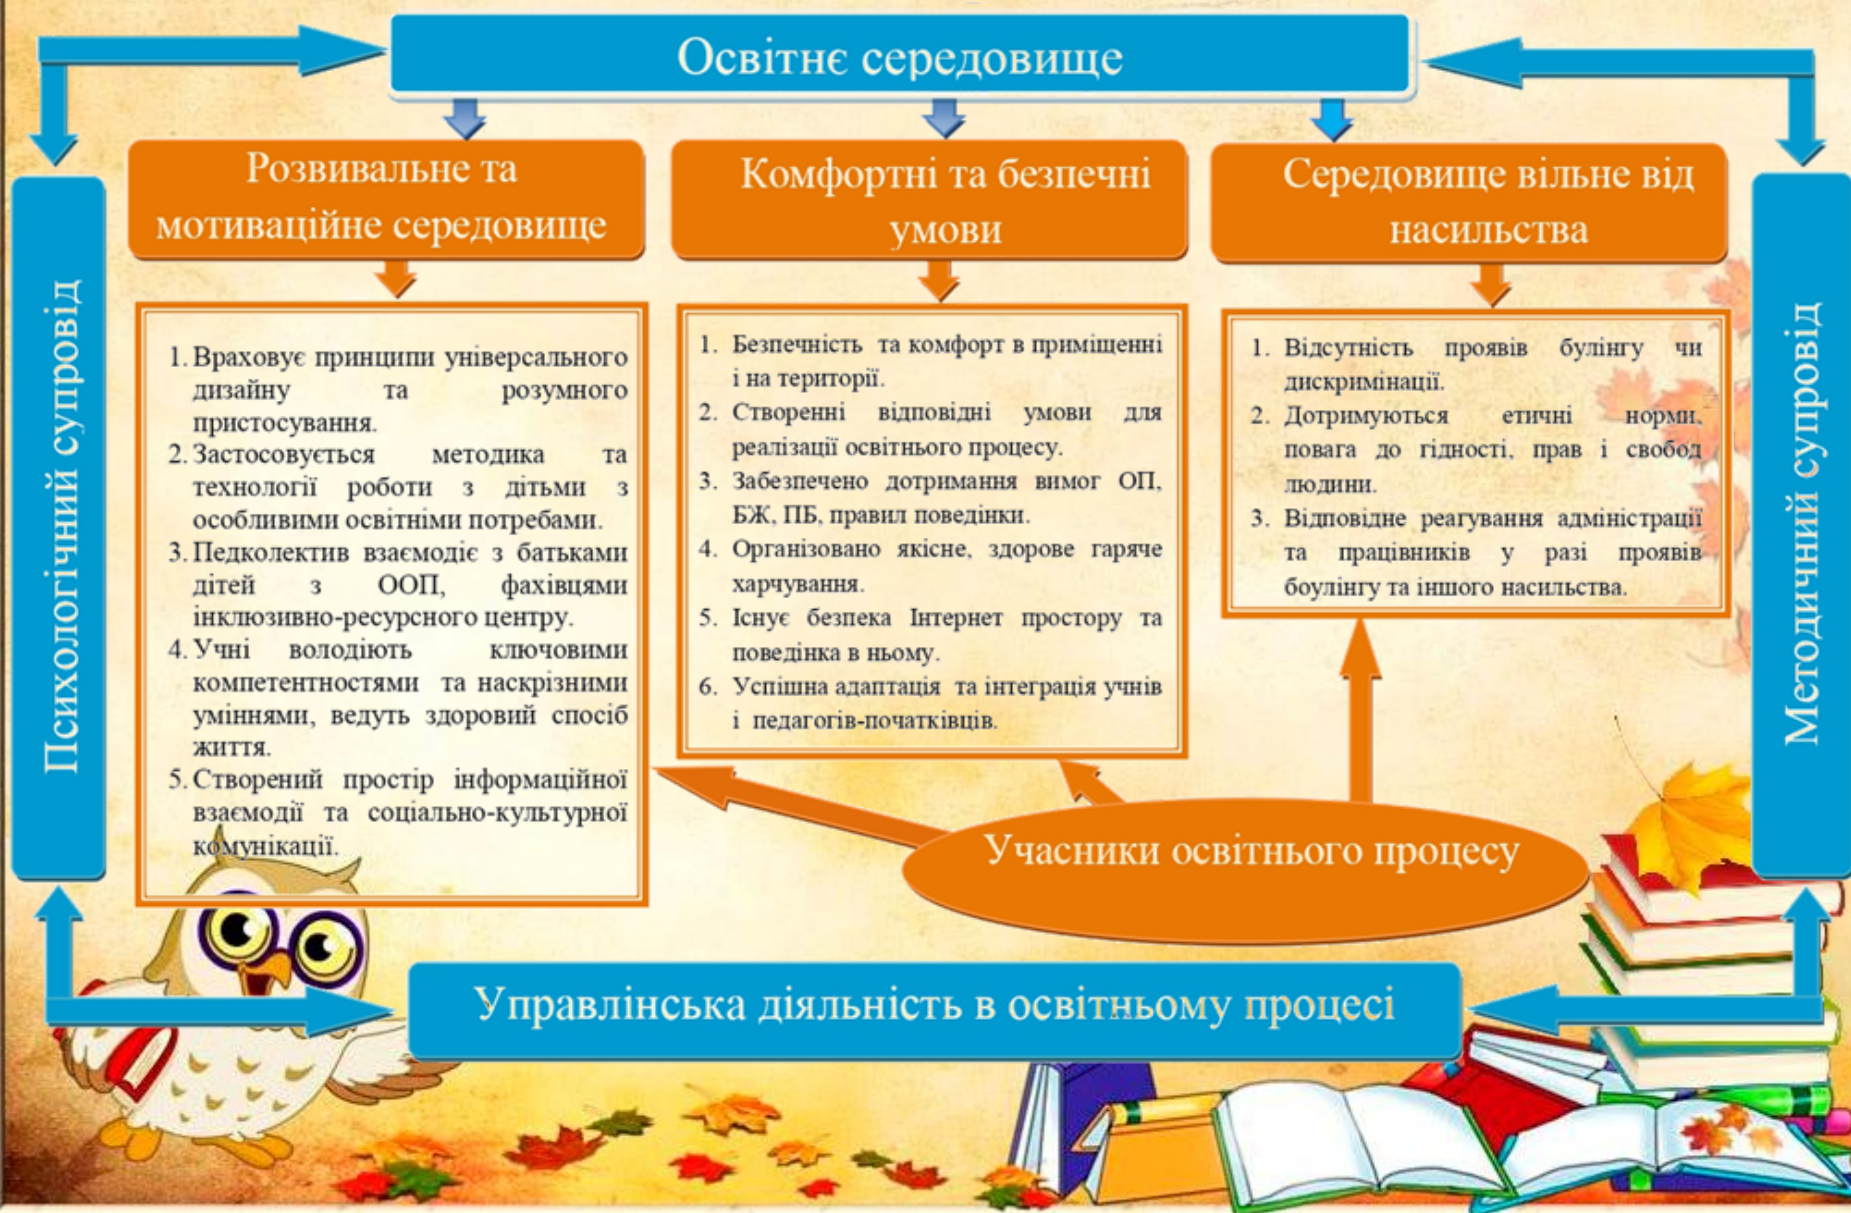 Освітнє середовище
Психологічний супровід
Розвивальне та
мотиваційне середовище
1. Враховує принципи універсального
дизайну та розумного
пристосування.
2. Застосовується методика та
технології роботи з дітьми з
особливими освітніми потребами.
3. Педколектив взаємодіє з батьками
дітей з ООП, фахівцями
інклюзивно-ресурсного центру.
4. Учні володіють ключовими
компетентностями та наскрізними
уміннями, ведуть здоровий спосіб
життя.
5. Створений простір інформаційної
взаємодії та соціально-культурної
комунікації.
Комфортні та безпечні
умови
1. Безпечність та комфорт в приміщенні
і на території.
2. Створенні відповідні умови для
реалізації освітнього процесу.
3. Забезпечено дотримання вимог ОП,
БЖ, ПБ, правил поведінки.
4. Організовано якісне, здорове гаряче
харчування.
5. Існує безпека Інтернет простору та
поведінка в ньому.
6. Успішна адаптація та інтеграція учнів
і педагогів-початківців.
Середовище вільне від
насильства
1. Відсутність проявів булінгу чи
дискримінації.
2. Дотримуються етичні норми,
повага до гідності, прав і свобод
людини.
3. Відповідне реагування адміністрації
та працівників у разі проявів
боулінгу та іншого насильства.
Методичний супровід
Учасники освітнього процесу
Управлінська діяльність в освітньому процесі